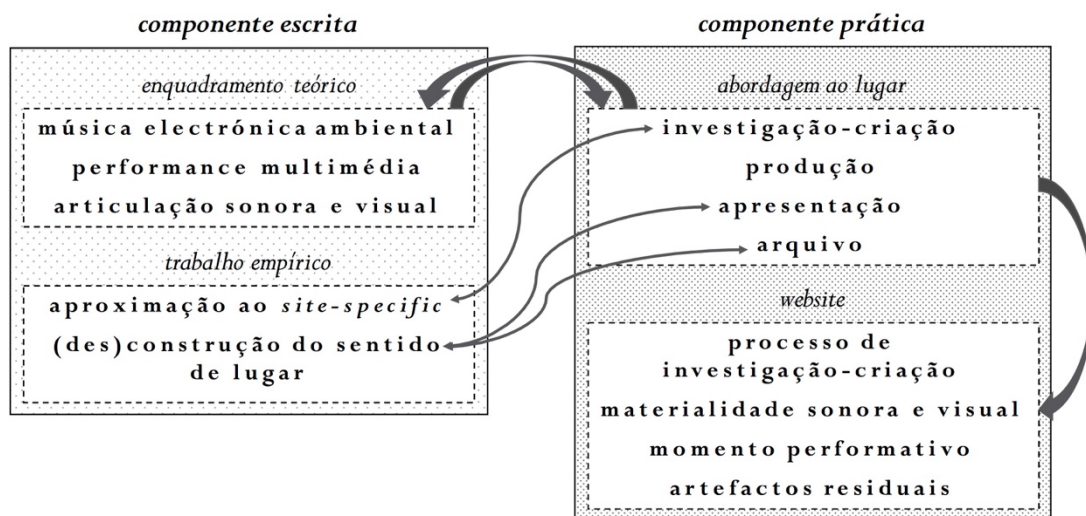 componente escrita
enquadramento teórico
música electrónica ambiental
performance multimédia
articulação sonora e visual
trabalho empírico
aproximação ao site-specific
(des)construção do sentido
de lugar
componente prática
abordagem ao lugar
investigação-criação
produção
apresentação
arquivo
website
processo de
investigação-criação
materialidade sonora e visual
momento performativo
artefactos residuais